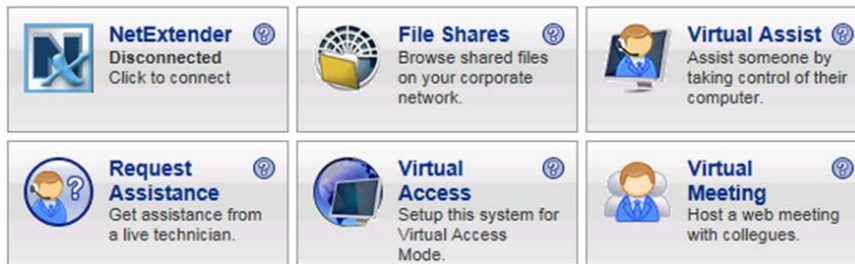 NetExtender
Disconnected
Click to connect
File Shares
Browse shared files
on your corporate
network.
Virtual Assist
Assist someone by
taking control of their
computer.
Request
Assistance
Get assistance from
a live technician.
Virtual
Access
Setup this system for
Virtual Access
Mode.
Virtual
Meeting
Host a web meeting
with collegues.